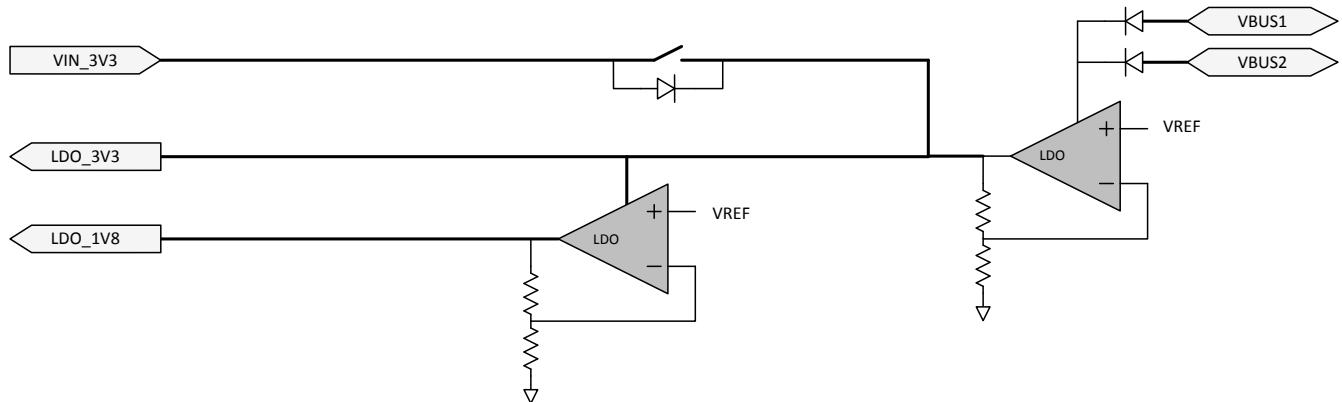 VBUS1
VIN_3V3
VBUS2
+
VREF
LDO_3V3
LDO
−
+
VREF
LDO_1V8
LDO
−